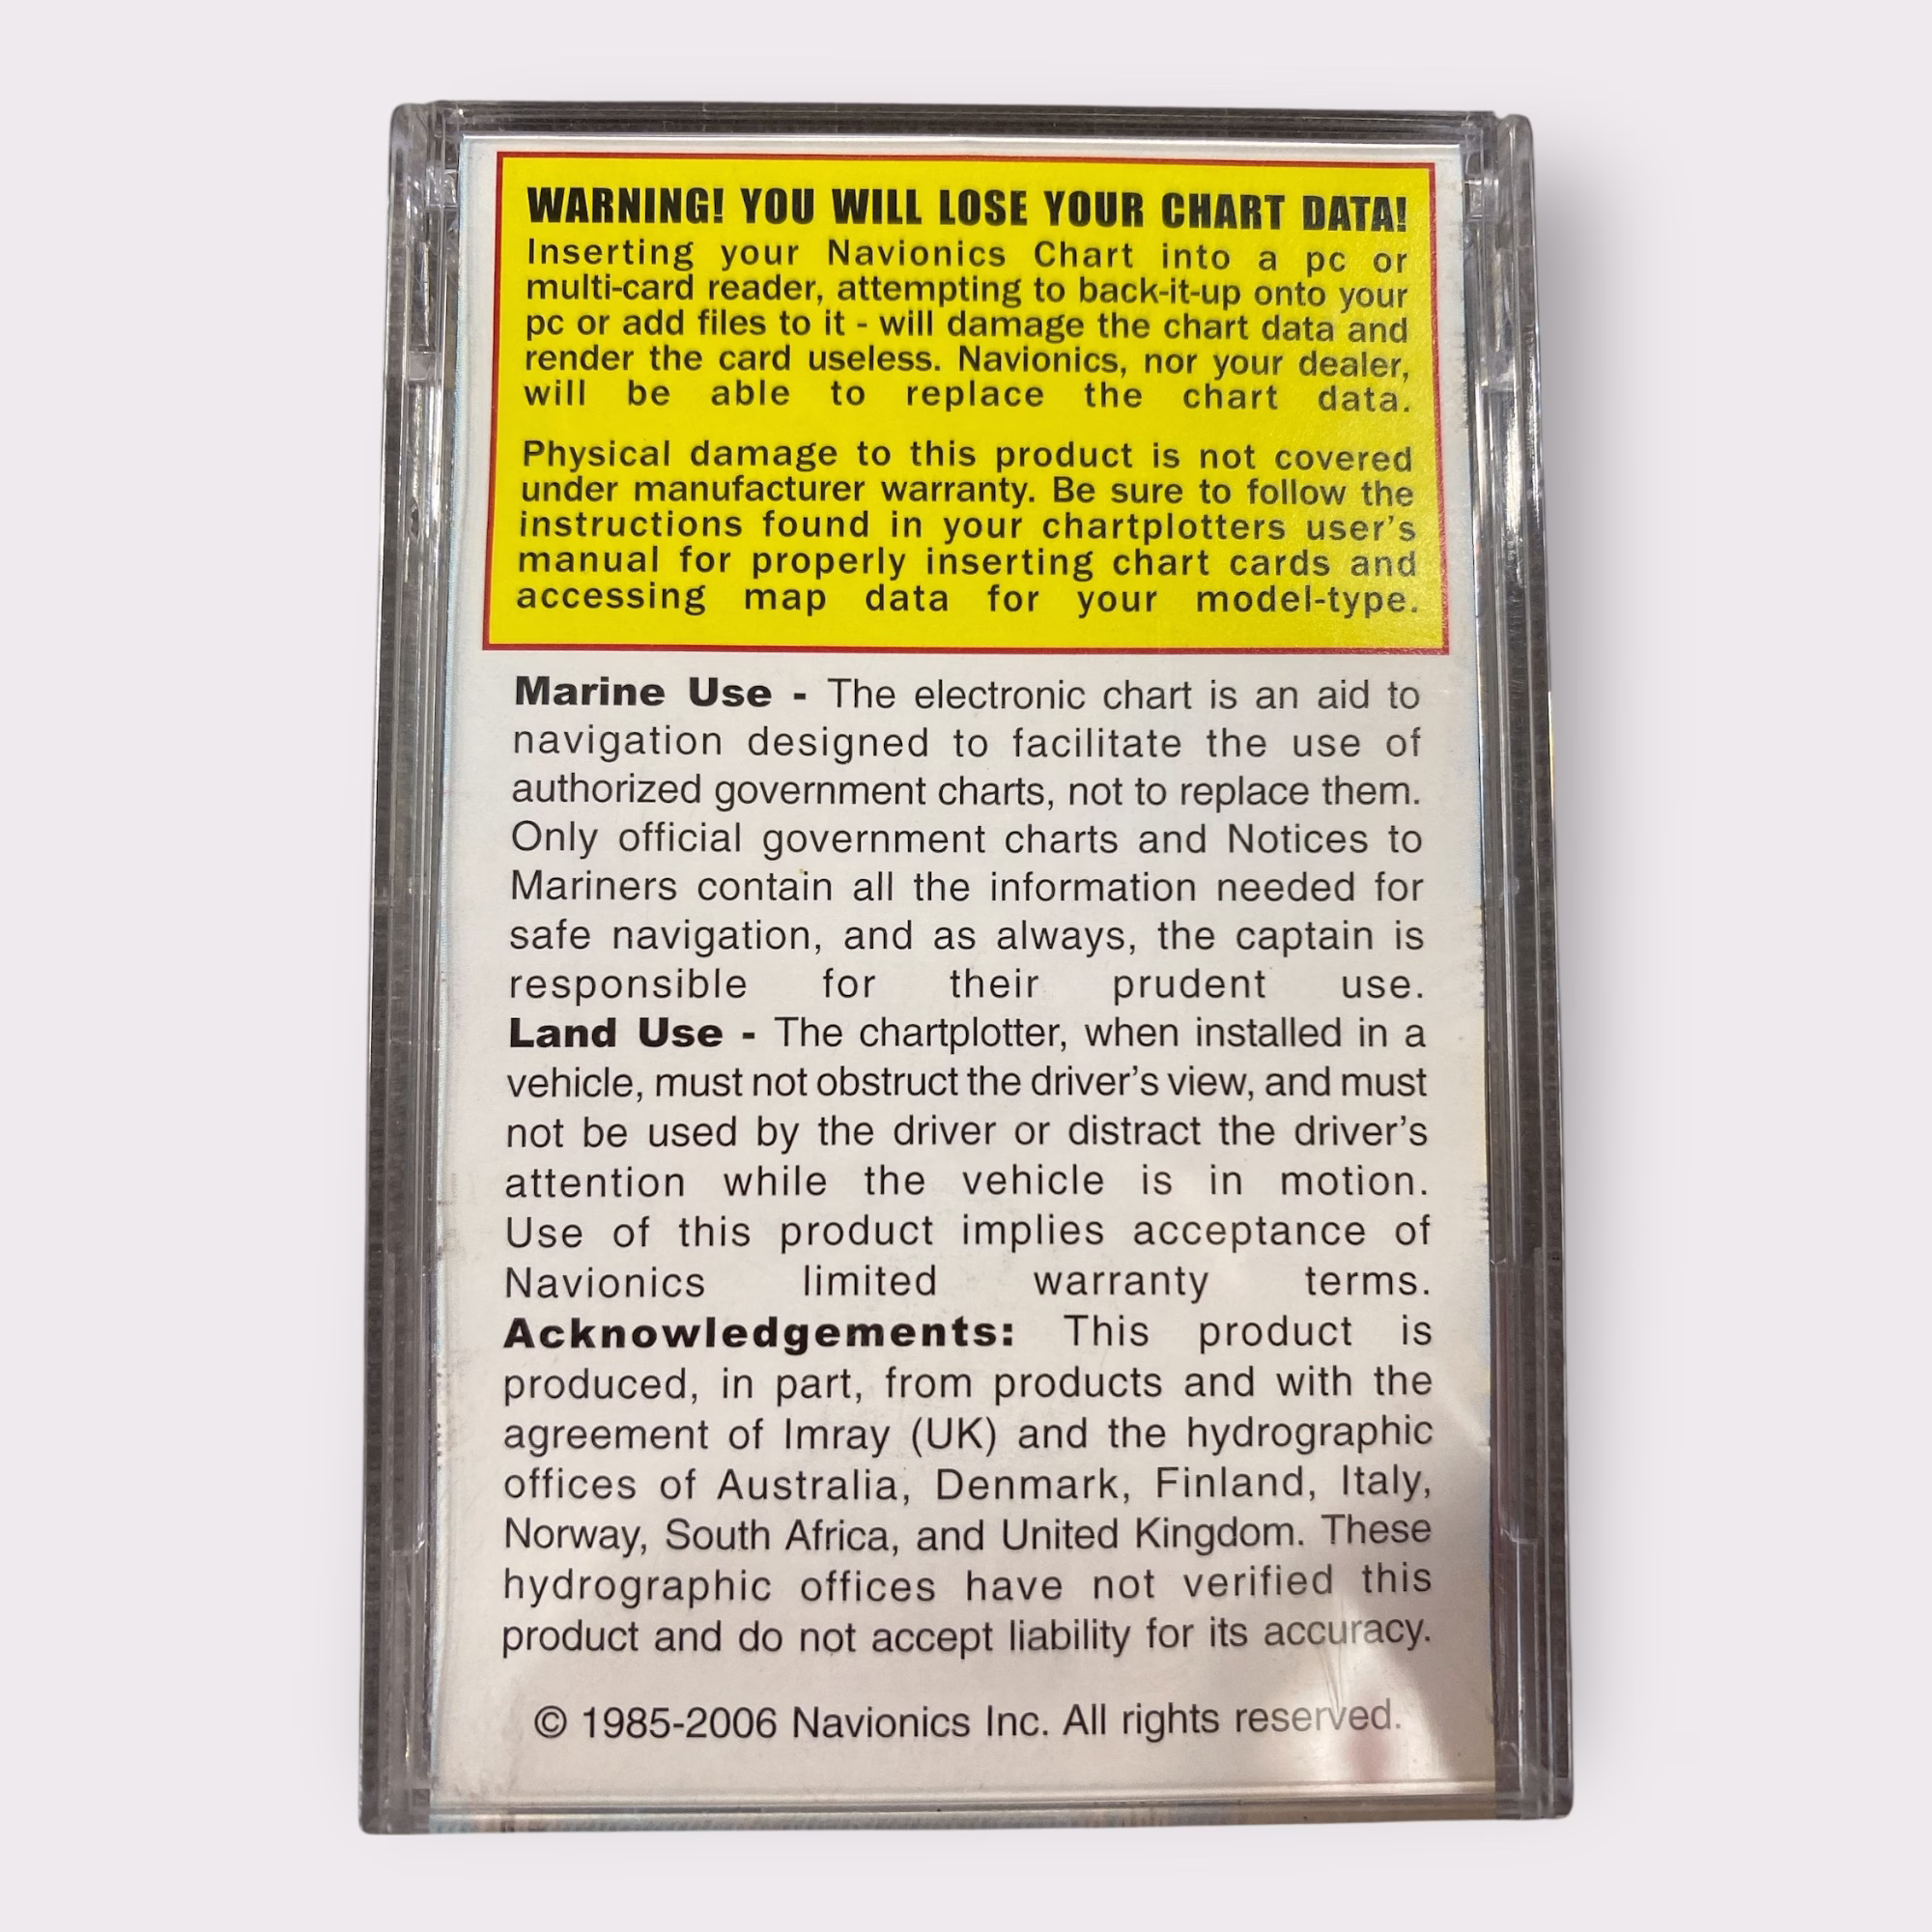 WARNING! YOU WILL LOSE YOUR CHART DATA!
Inserting your Navionics Chart into a pc or
multi-card reader, attempting to back-it-up onto your
pc or add files to it - will damage the chart data and
render the card useless. Navionics, nor your dealer,
will be able to replace the chart data.
Physical damage to this product is not covered
under manufacturer warranty. Be sure to follow the
instructions found in your chartplotters user's
manual for properly inserting chart cards and
accessing map data for your model-type.
Marine Use - The electronic chart is an aid to
navigation designed to facilitate the use of
authorized government charts, not to replace them.
Only official government charts and Notices to
Mariners contain all the information needed for
safe navigation, and as always, the captain is
responsible for their prudent use.
Land Use - The chartplotter, when installed in a
vehicle, must not obstruct the driver's view, and must
not be used by the driver or distract the driver's
attention while the vehicle is in motion.
Use of this product implies acceptance of
Navionics limited warranty terms.
Acknowledgements: This product is
produced, in part, from products and with the
agreement of Imray (UK) and the hydrographic
offices of Australia, Denmark, Finland, Italy,
Norway, South Africa, and United Kingdom. These
hydrographic offices have not verified this
product and do not accept liability for its accuracy.
© 1985-2006 Navionics Inc. All rights reserved.